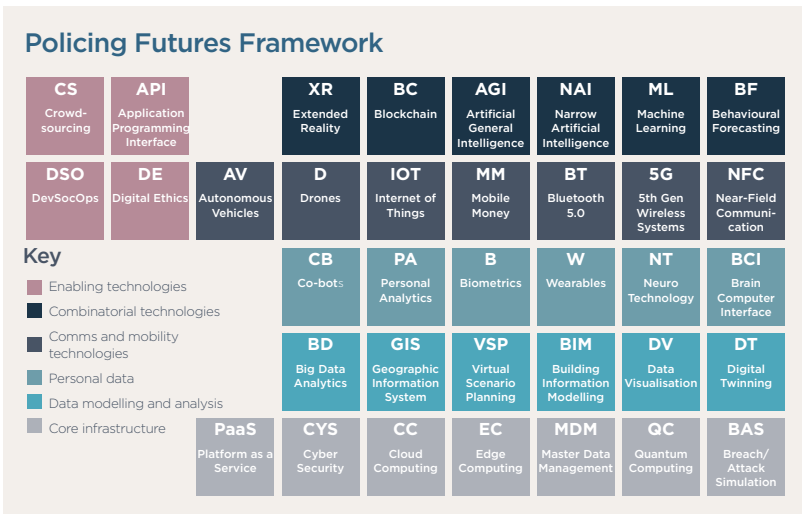 Policing Futures Framework
CS
Crowd-
sourcing
API
Application
Programming
Interface
XR
Extended
Reality
BC
Blockchain
AGI
Artificial
General
Intelligence
NAI
Narrow
Artificial
Intelligence
ML
Machine
Learning
BF
Behavioural
Forecasting
DSO
DevSocOps
DE
Digital Ethics
AV
Autonomous
Vehicles
D
Drones
IOT
Internet of
Things
MM
Mobile
Money
BT
Bluetooth
5.0
5G
5th Gen
Wireless
Systems
NFC
Near-Field
Communi-
cation
Key
Enabling technologies
Combinatorial technologies
Comms and mobility
technologies
Personal data
Data modelling and analysis
Core infrastructure
CB
Co-bots
PA
Personal
Analytics
B
Biometrics
W
Wearables
NT
Neuro
Technology
BCI
Brain
Computer
Interface
BD
Big Data
Analytics
GIS
Geographic
Information
System
VSP
Virtual
Scenario
Planning
BIM
Building
Information
Modelling
DV
Data
Visualisation
DT
Digital
Twinning
PaaS
Platform as a
Service
CYS
Cyber
Security
CC
Cloud
Computing
EC
Edge
Computing
MDM
Master Data
Management
QC
Quantum
Computing
BAS
Breach/
Attack
Simulation